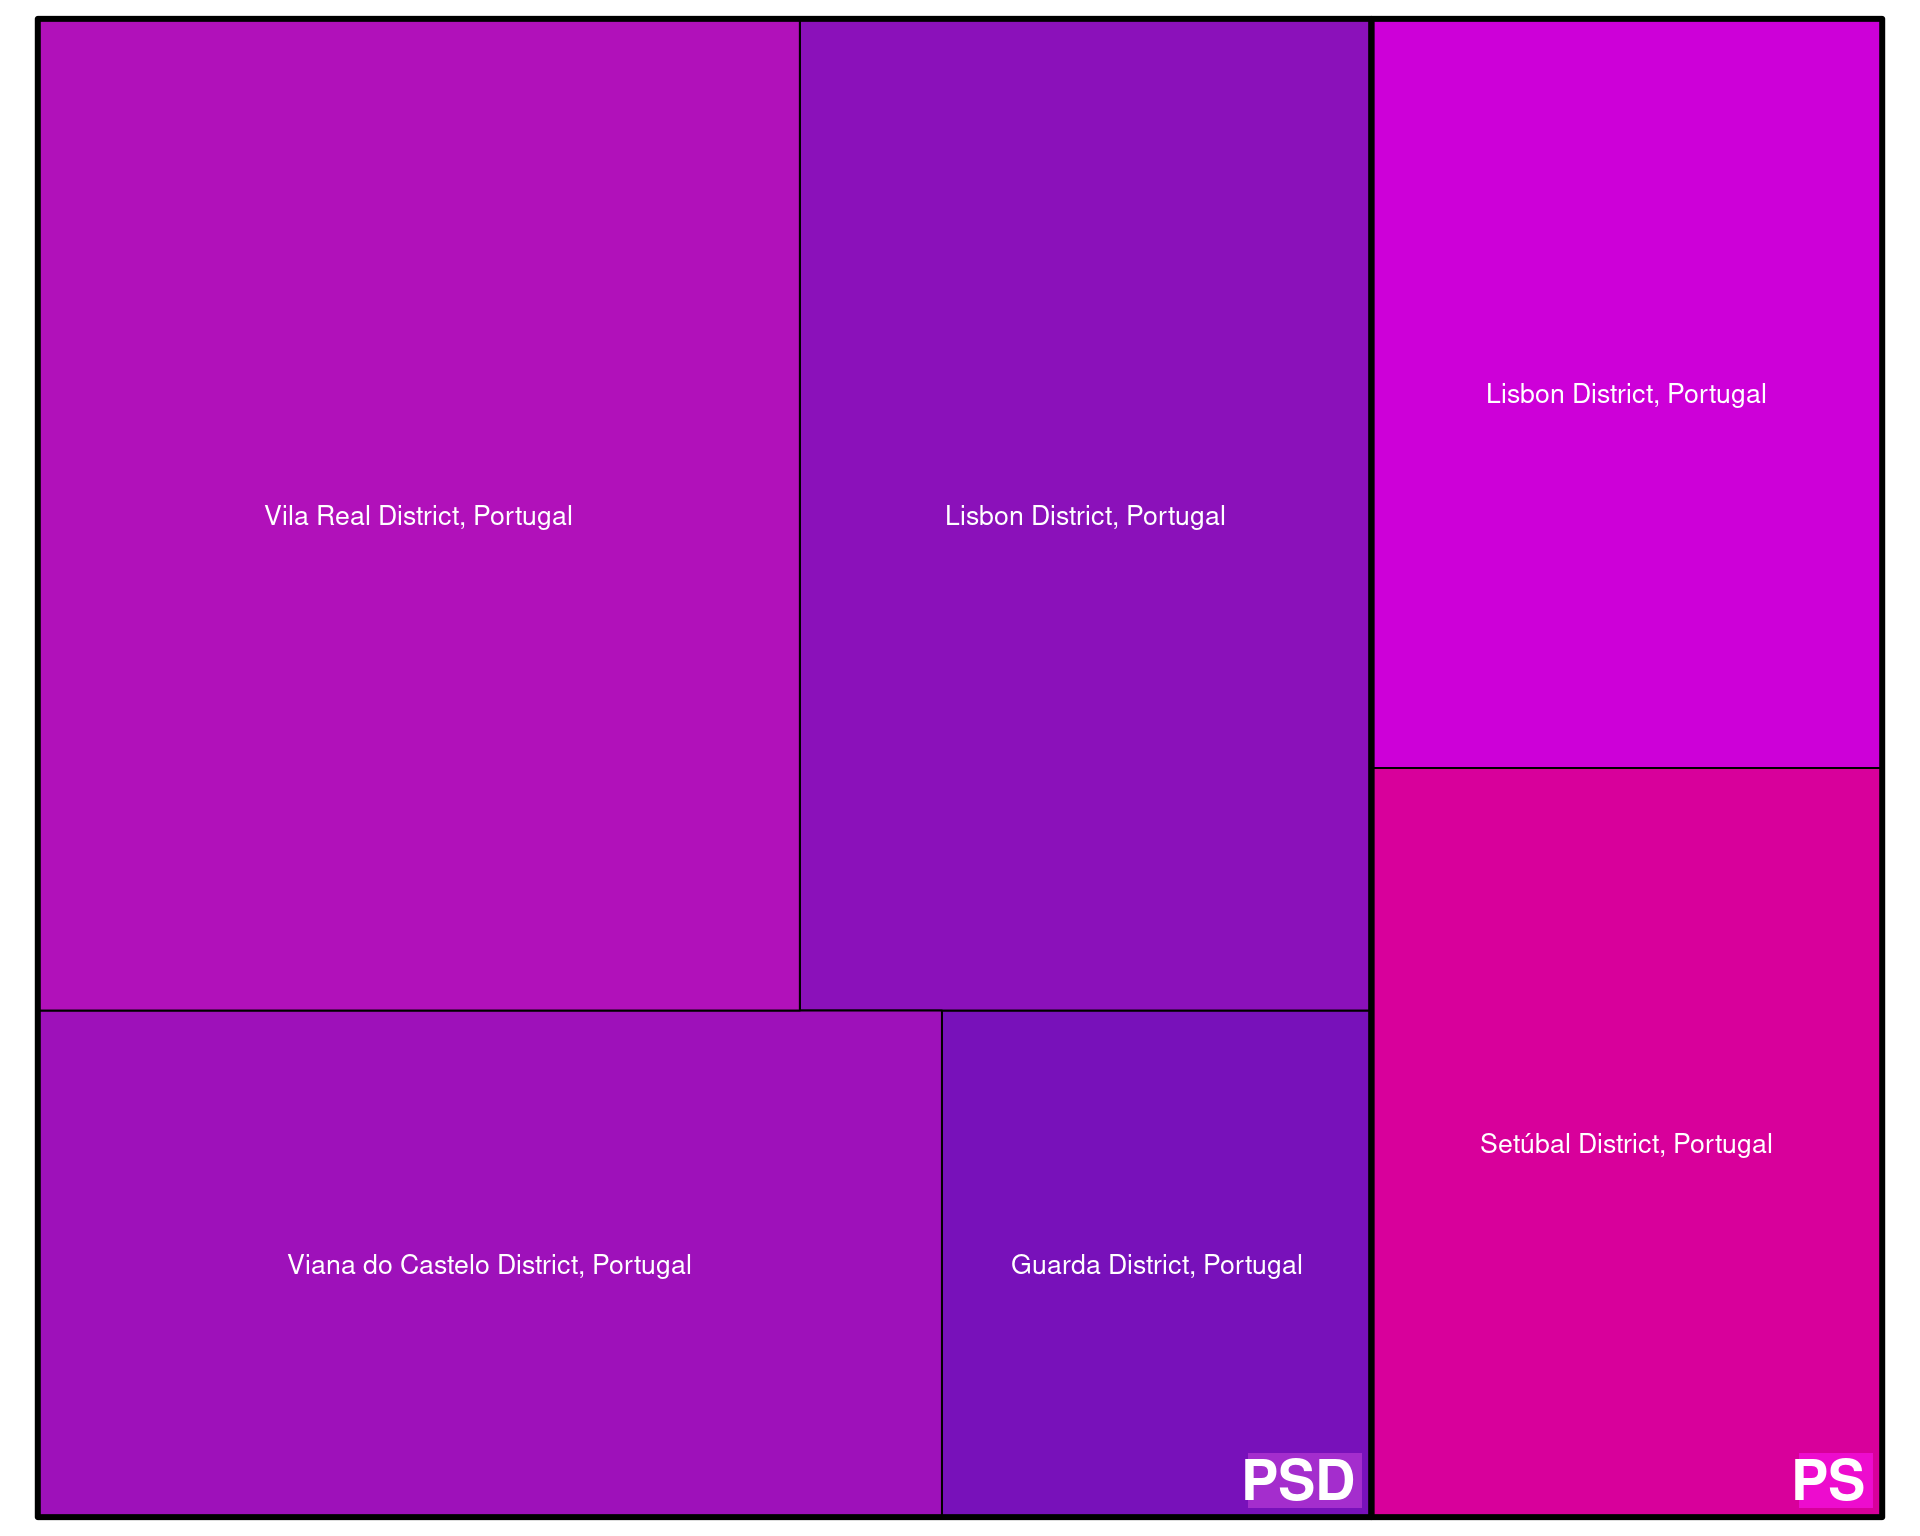 Vila Real District, Portugal
Lisbon District, Portugal
Lisbon District, Portugal
Setúbal District, Portugal
Viana do Castelo District, Portugal
Guarda District, Portugal
PSD
PS